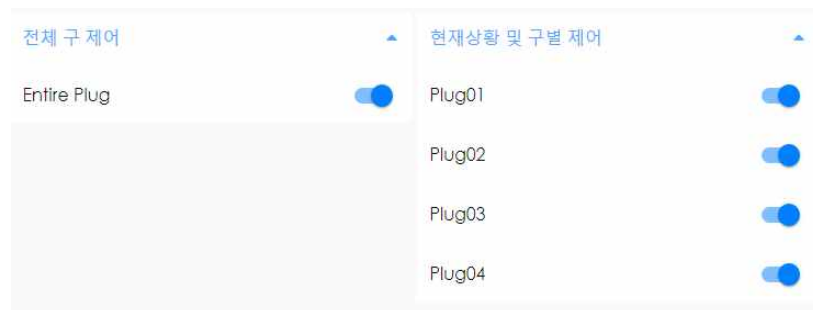 전체 구 제어
Entire Plug
현재상황 및 구별 제어
Plug01
Plug02
Plug03
Plug04